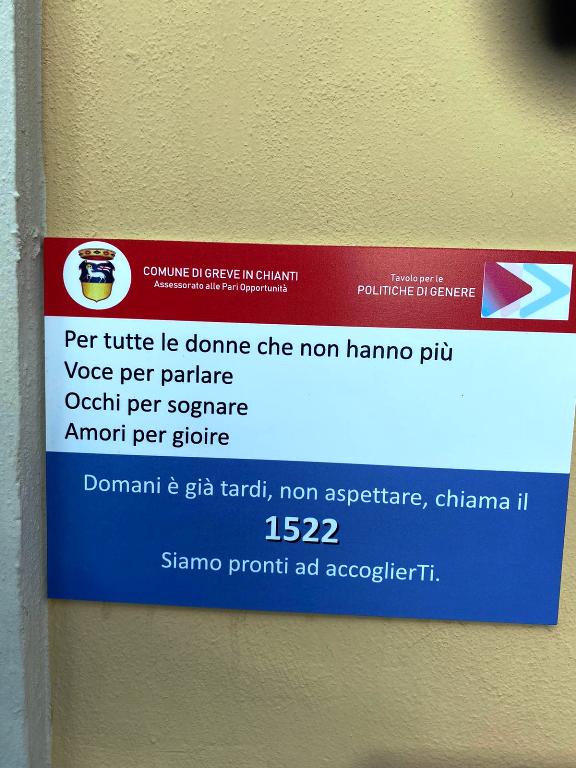 COMUNE DI GREVE IN CHIANTI
Assessorato alle Pari Opportunità
Tavolo per le
POLITICHE DI GENERE
Per tutte le donne che non hanno più
Voce per parlare
Occhi per sognare
Amori per gioire
Domani è già tardi, non aspettare, chiama il
1522
Siamo pronti ad accoglierTi.